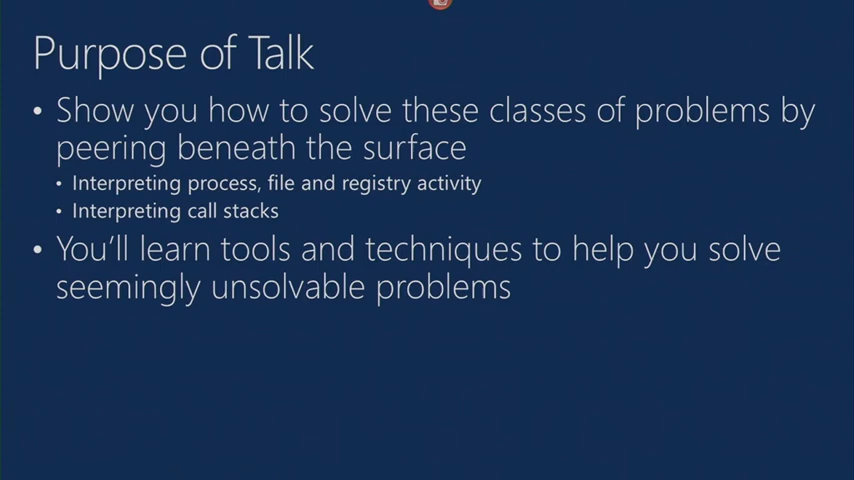 Purpose of Talk
• Show you how to solve these classes of problems by
peering beneath the surface
• Interpreting process, file and registry activity
• Interpreting call stacks
• You’ll learn tools and techniques to help you solve
seemingly unsolvable problems